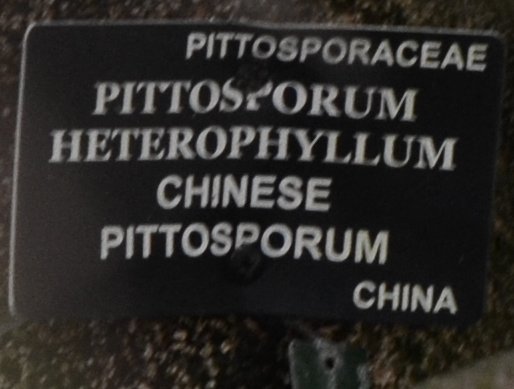 PITTOSPORACEAE
PITTOSPORUM
HETEROPHYLLUM
CHINESE
PITTOSPORUM
CHINA